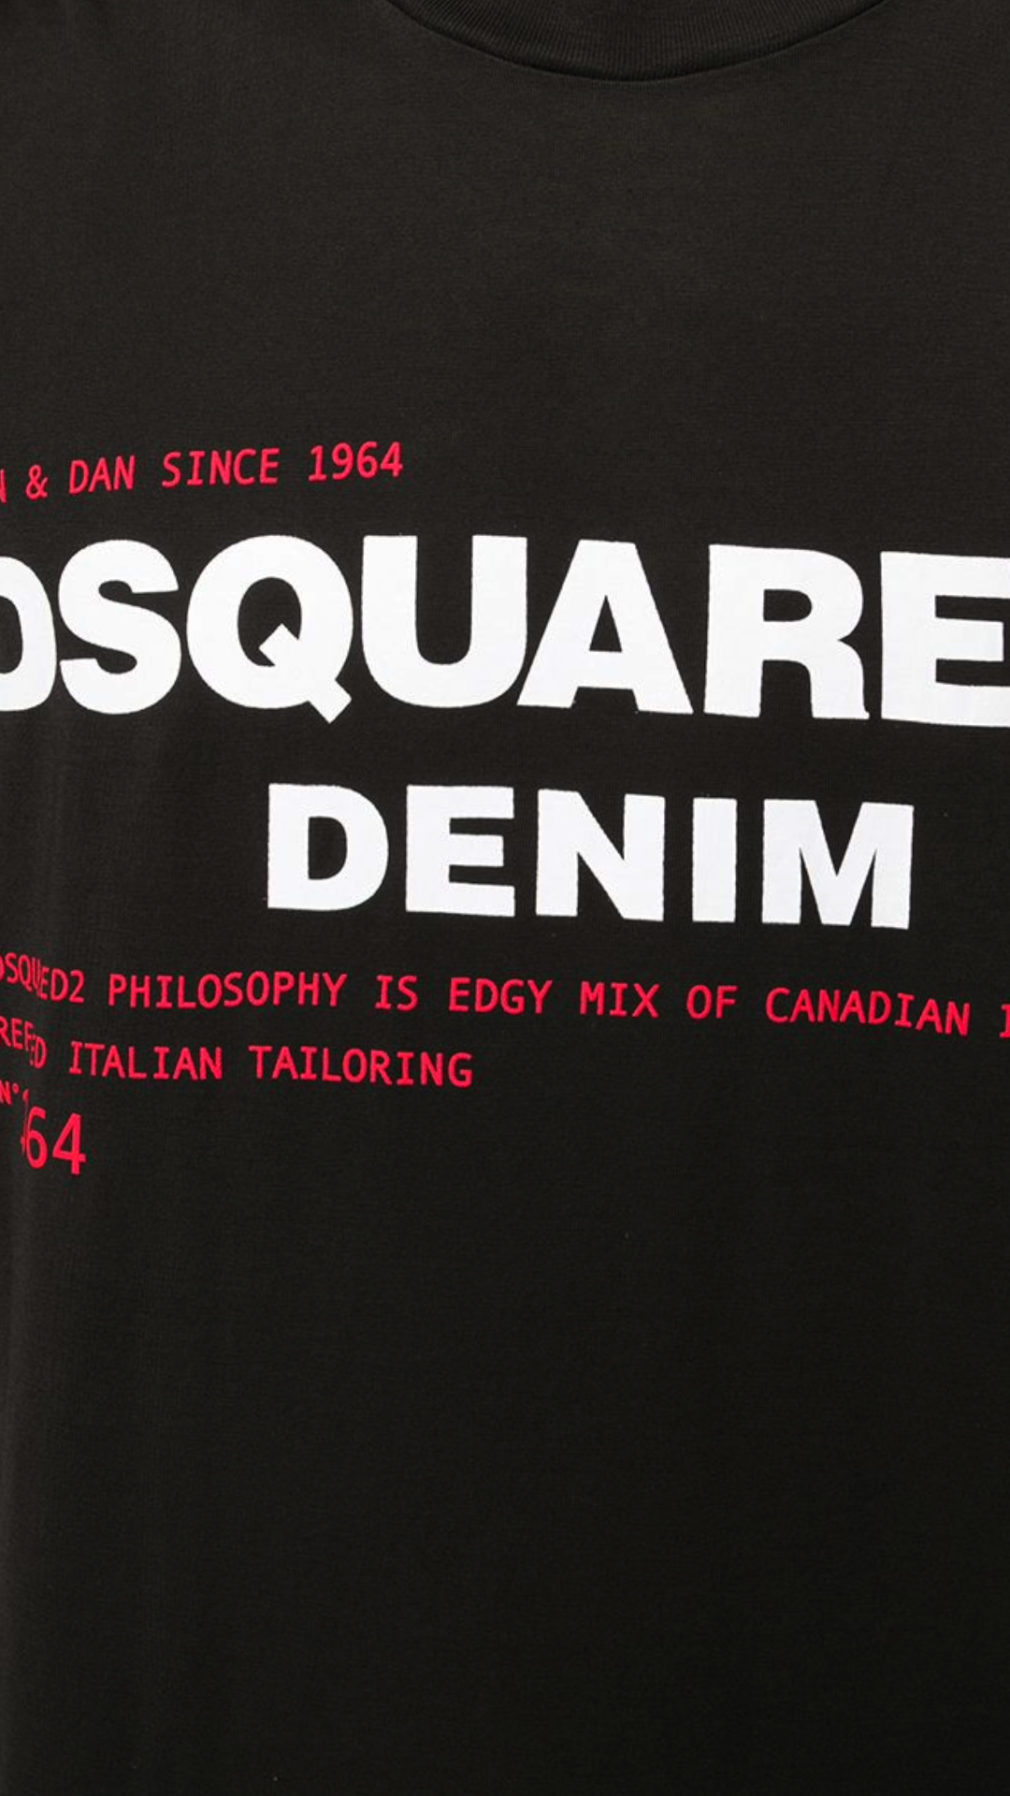 & DAN SINCE 1964
DSQUARE
DENIM
PHILOSOPHY IS EDGY MIX OF CANADIAN
ITALIAN TAILORING
64